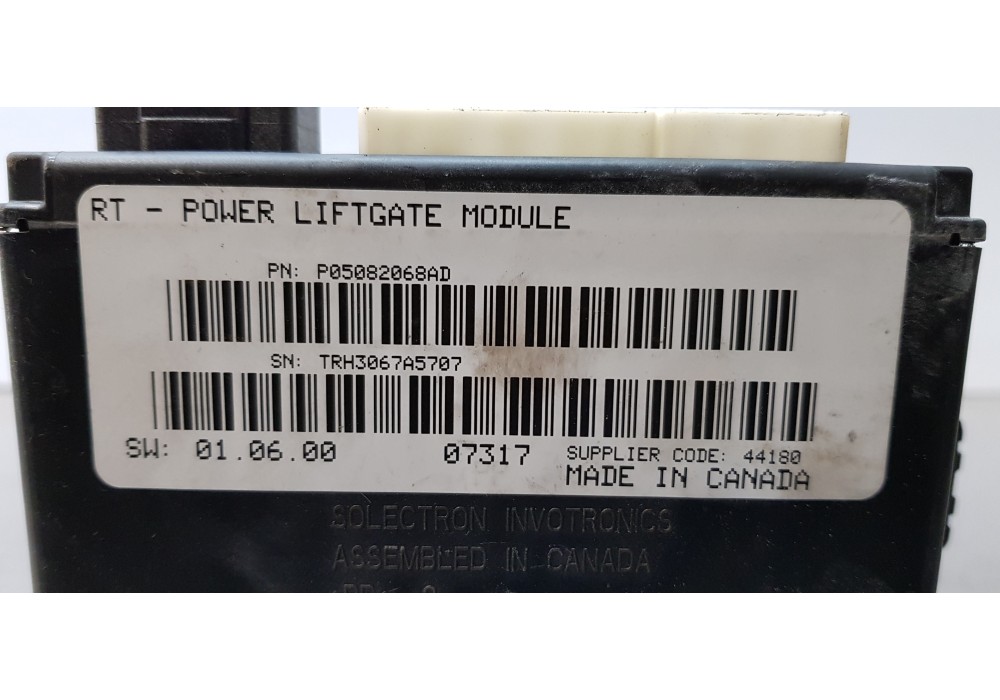 RT - POWER LIFTGATE MODULE
PN: P05082068AD
SN: TRH3067A5707
SW: 01.06.00 07317 SUPPLIER CODE: 44180
MADE IN CANADA
SOLECTRON INVOTRONICS
ASSEMBLED IN CANADA